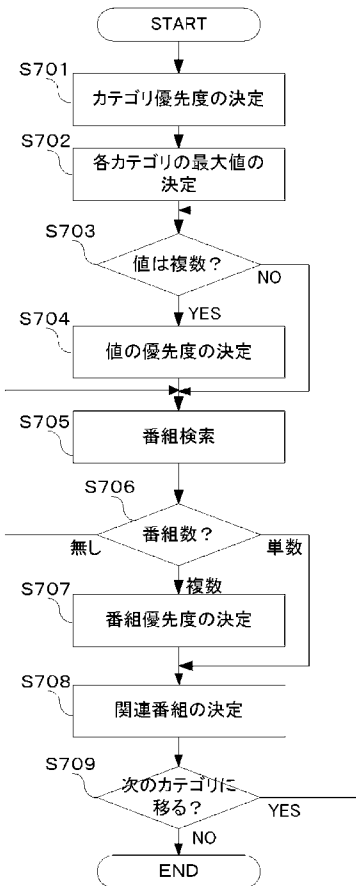 START
S701
カテゴリ優先度の決定
S702
各カテゴリの最大値の
決定
S703
値は複数？
NO
YES
S704
値の優先度の決定
S705
番組検索
S706
番組数？
無し
単数
複数
S707
番組優先度の決定
S708
関連番組の決定
S709
次のカテゴリに
移る？
YES
NO
END